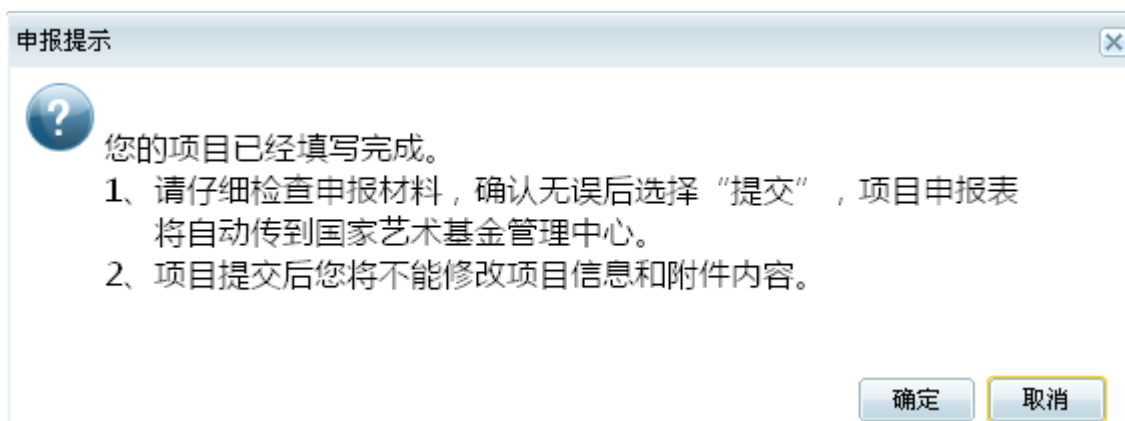 申报提示
您的项目已经填写完成。
1、请仔细检查申报材料，确认无误后选择“提交”，项目申报表
将自动传到国家艺术基金管理中心。
2、项目提交后您将不能修改项目信息和附件内容。
确定
取消